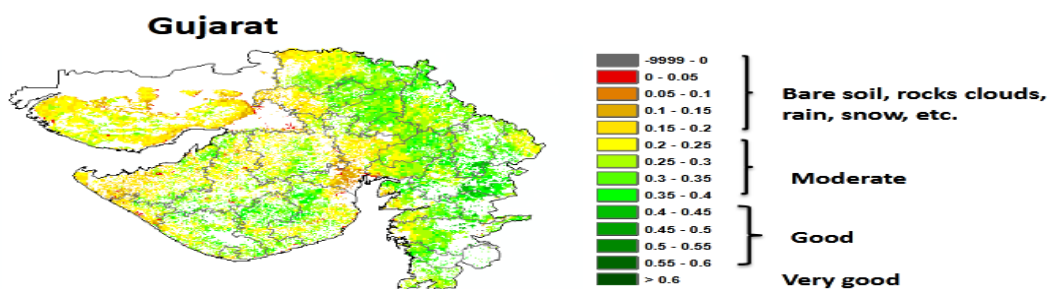 Gujarat
-9999 - 0
0 - 0.05
0.05 - 0.1
0.1 - 0.15
0.15 - 0.2
0.2 - 0.25
0.25 - 0.3
0.3 - 0.35
0.35 - 0.4
0.4 - 0.45
0.45 - 0.5
0.5 - 0.55
0.55 - 0.6
> 0.6
Bare soil, rocks clouds,
rain, snow, etc.
Moderate
Good
Very good